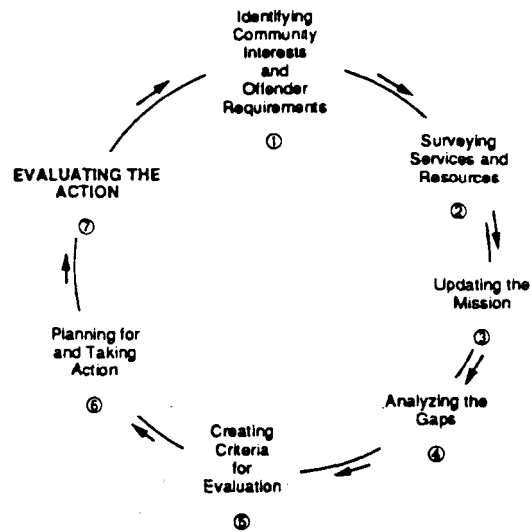 Identifying
Community
Interests
and
Offender
Requirements
①
Surveying
Services and
Resources
②
Updating the
Mission
③
Analyzing the
Gaps
④
Creating
Criteria
for
Evaluation
⑤
Planning for
and Taking
Action
⑥
EVALUATING THE
ACTION
⑦